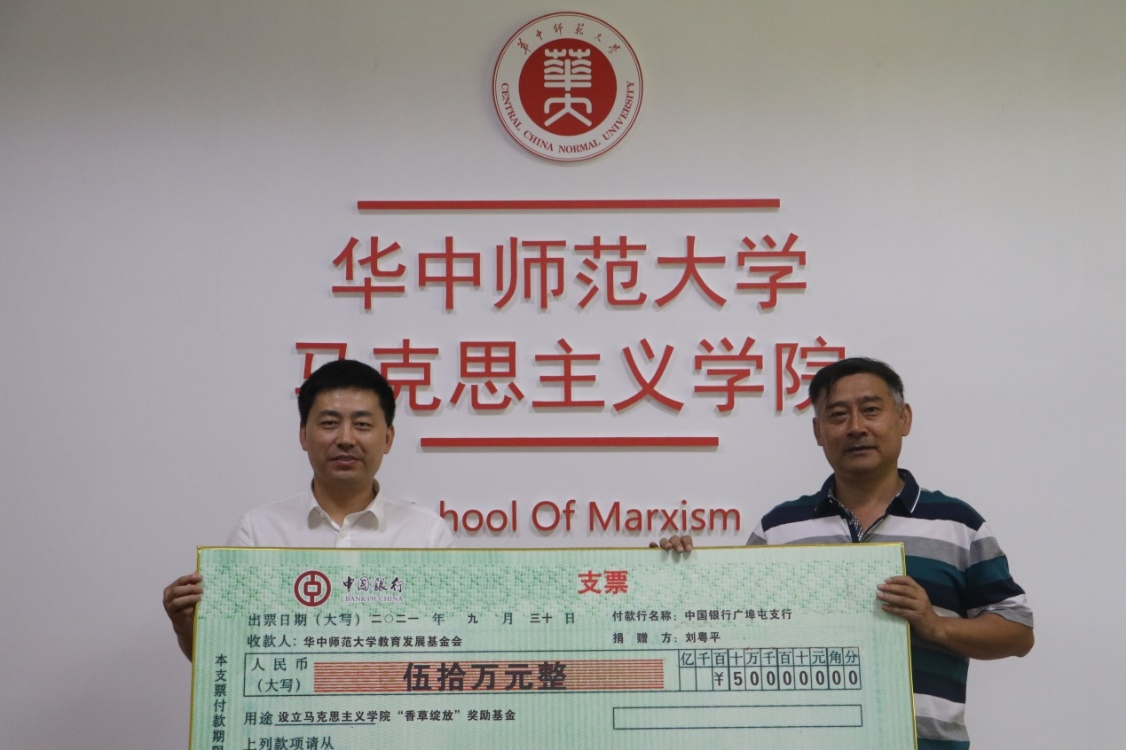 华中师范大学
華大
CENTRAL CHINA NORMAL UNIVERSITY
华中师范大学
马克思主义学院
hool Of Marxism
中国银行
BANK OF CHINA
支票
出票日期（大写）二〇二一 年 九 月 三十 日
付款行名称：中国银行广埠屯支行
收款人：华中师范大学教育发展基金会
捐 赠 方：刘粤平
人民币
（大写）
伍拾万元整
亿千百十万千百十元角分
¥50000000
用途 设立马克思主义学院“香草绽放”奖励基金
上列款项请从
本支票付款期限